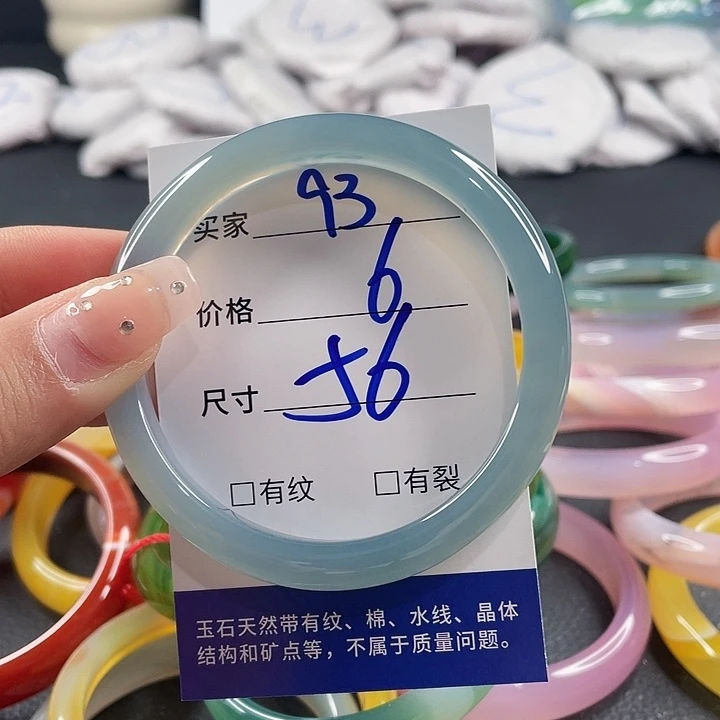 买家 93
价格 6
尺寸 56
□有纹 □有裂
玉石天然带有纹、棉、水线、晶体
结构和矿点等，不属于质量问题。